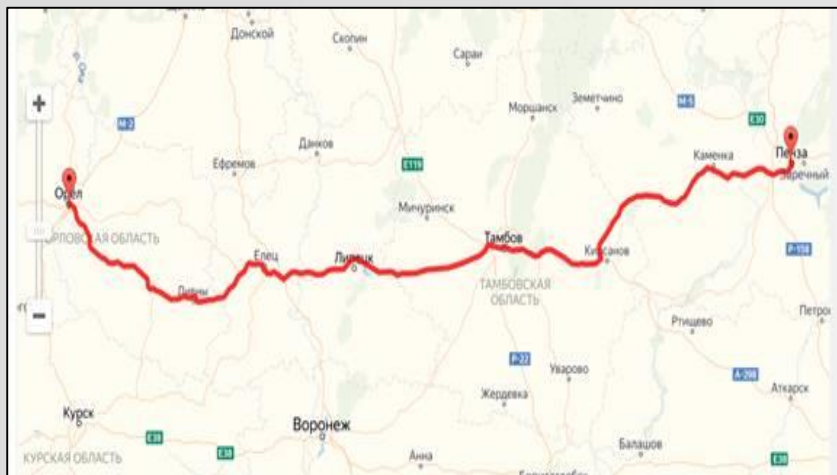 Донской
Скопин
Сараи
р. Ока
Моршанск
Земетчино
М-5
Е30
М-2
Данков
Ефремов
Е119
Каменка
Пенза
Заречный
Орел
Мичуринск
ОРЛОВСКАЯ ОБЛАСТЬ
Тамбов
Елец
Липецк
Кирсанов
Р-158
Ливны
ТАМБОВСКАЯ
ОБЛАСТЬ
Ртищево
Р-22
Уварово
А-298
Аткарск
Жердевка
Курск
Воронеж
Е38
Е38
Балашов
КУРСКАЯ ОБЛАСТЬ
Анна
Е38